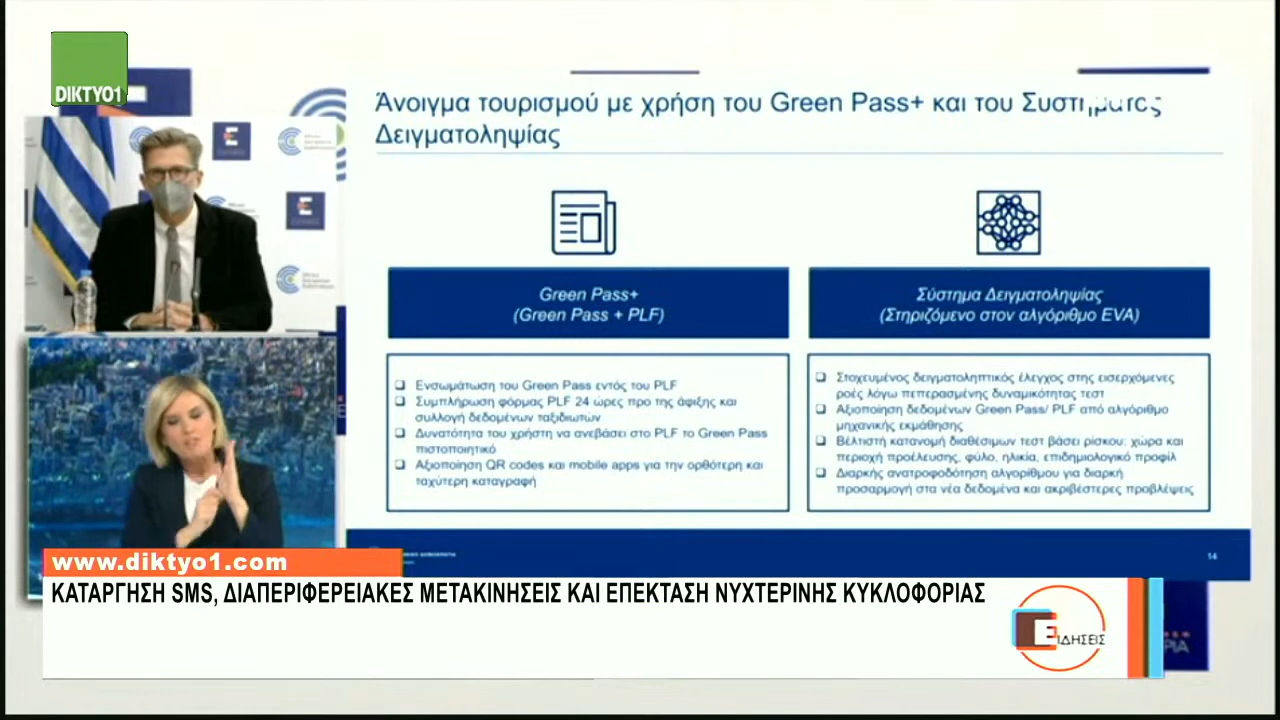 ΔΙΚΤΥΟ1
Άνοιγμα τουρισμού με χρήση του Green Pass+ και του Συστήματος
Δειγματοληψίας
Green Pass+
(Green Pass + PLF)
❑ Ενσωμάτωση του Green Pass εντός του PLF
❑ Συμπλήρωση φόρμας PLF 24 ώρες προ της άφιξης και
συλλογή δεδομένων ταξιδιωτών
❑ Δυνατότητα του χρήστη να ανεβάσει στο PLF το Green Pass
πιστοποιητικό
❑ Αξιοποίηση QR codes και mobile apps για την ορθότερη και
ταχύτερη καταγραφή
Σύστημα Δειγματοληψίας
(Στηριζόμενο στον αλγόριθμο EVA)
❑ Στοχευμένος δειγματοληπτικός έλεγχος στης εισερχόμενες
ροές λόγω πεπερασμένης δυναμικότητας τεστ
❑ Αξιοποίηση δεδομένων Green Pass/ PLF από αλγόριθμο
μηχανικής εκμάθησης
❑ Βέλτιστη κατανομή διαθέσιμων τεστ βάσει ρίσκου: χώρα και
περιοχή προέλευσης, φύλο, ηλικία, επιδημιολογικό προφίλ
❑ Διαρκής ανατροφοδότηση αλγορίθμου για διαρκή
προσαρμογή στα νέα δεδομένα και ακριβέστερες προβλέψεις
14
www.diktyo1.com
ΚΑΤΑΡΓΗΣΗ SMS, ΔΙΑΠΕΡΙΦΕΡΕΙΑΚΕΣ ΜΕΤΑΚΙΝΗΣΕΙΣ ΚΑΙ ΕΠΕΚΤΑΣΗ ΝΥΧΤΕΡΙΝΗΣ ΚΥΚΛΟΦΟΡΙΑΣ
ΕΙΔΗΣΕΙΣ